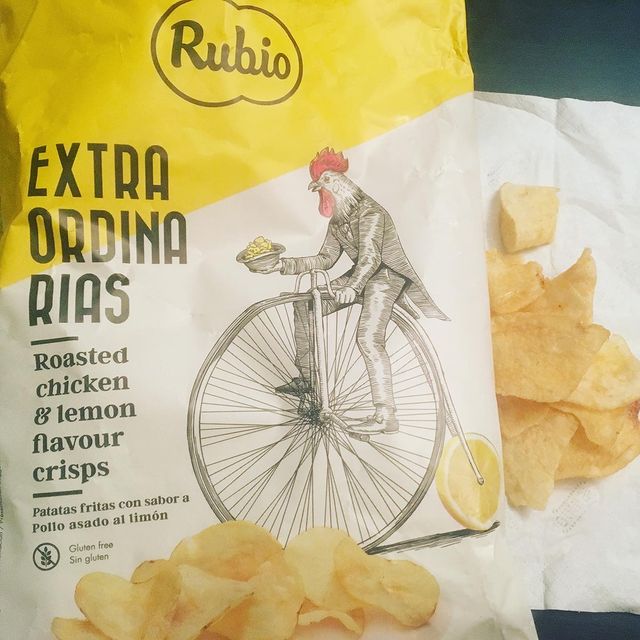 Rubio
EXTRA
ORDINA
RIAS
Roasted
chicken
& lemon
flavour
crisps
Patatas fritas con sabor a
Pollo asado al limón
Gluten free
Sin gluten